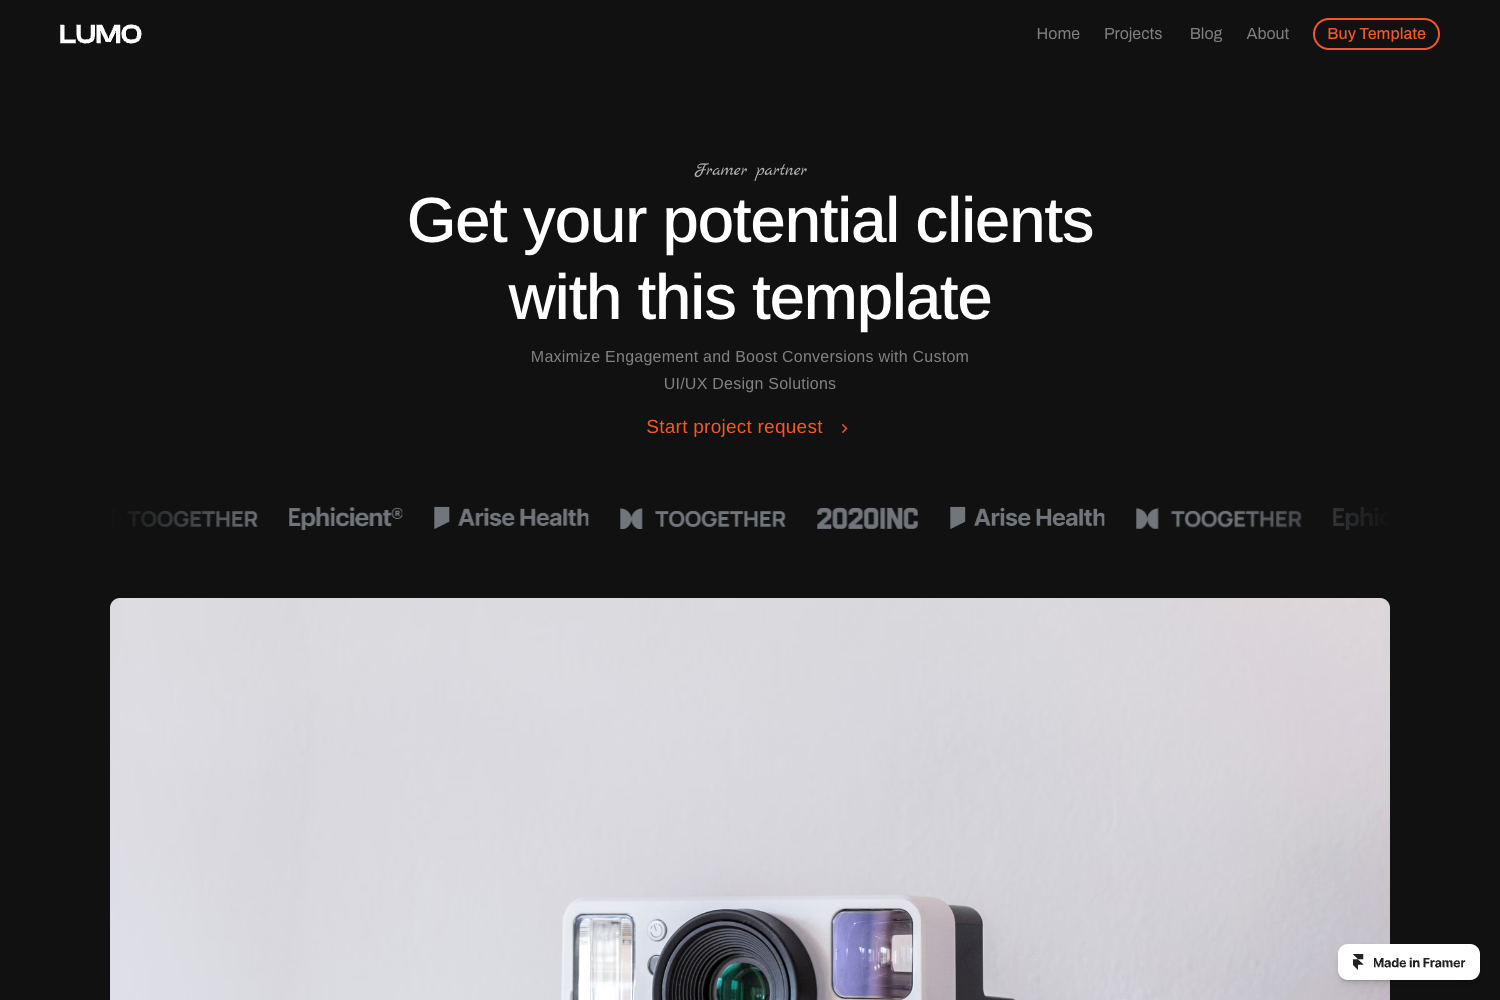 LUMO
Home Projects Blog About Buy Template
Framer partner
Get your potential clients
with this template
Maximize Engagement and Boost Conversions with Custom
UI/UX Design Solutions
Start project request
TOOGETHER Ephicient® Arise Health TOOGETHER 2020INC Arise Health TOOGETHER Ephic
Made in Framer